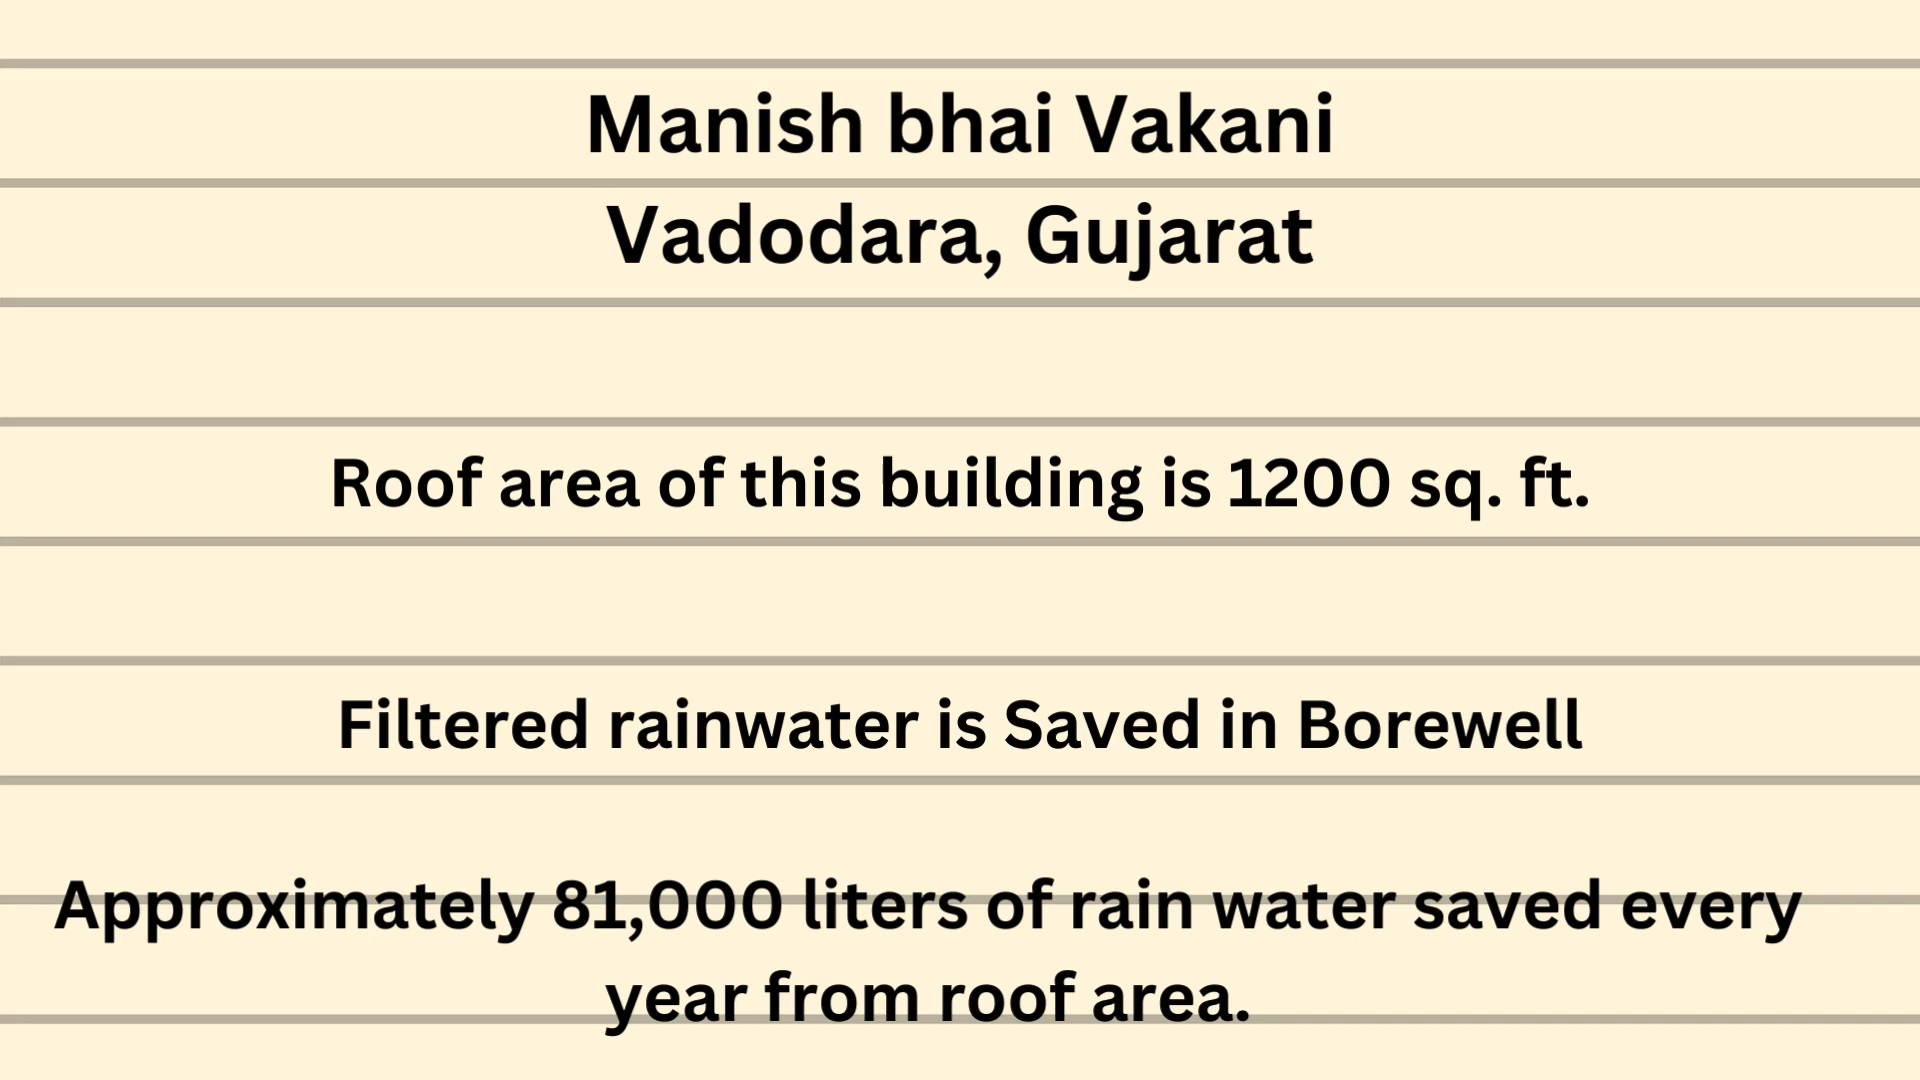 Manish bhai Vakani
Vadodara, Gujarat
Roof area of this building is 1200 sq. ft.
Filtered rainwater is Saved in Borewell
Approximately 81,000 liters of rain water saved every
year from roof area.